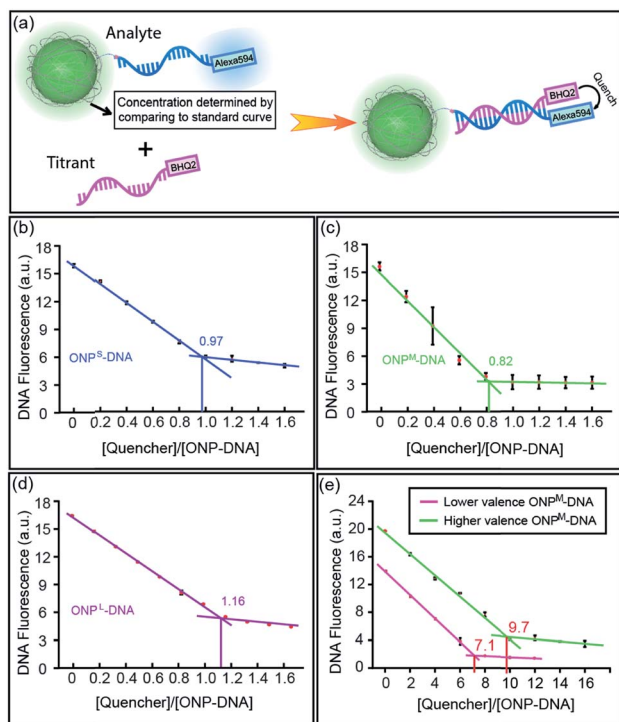 (a)
Analyte
Alexa594
Concentration determined by
comparing to standard curve
+
BHQ2
Titrant
BHQ2
Alexa594
Quench
(b)
18
15
12
9
6
3
0
DNA Fluorescence (a.u.)
0.97
ONPS-DNA
0 0.2 0.4 0.6 0.8 1.0 1.2 1.4 1.6
[Quencher]/[ONP-DNA]
(c)
18
15
12
9
6
3
0
DNA Fluorescence (a.u.)
0.82
ONPM-DNA
0 0.2 0.4 0.6 0.8 1.0 1.2 1.4 1.6
[Quencher]/[ONP-DNA]
(d)
18
15
12
9
6
3
0
DNA Fluorescence (a.u.)
1.16
ONPL-DNA
0 0.2 0.4 0.6 0.8 1.0 1.2 1.4 1.6
[Quencher]/[ONP-DNA]
(e)
24
20
16
12
8
4
0
DNA Fluorescence (a.u.)
Lower valence ONPM-DNA
Higher valence ONPM-DNA
7.1
9.7
0 2 4 6 8 10 12 14 16
[Quencher]/[ONP-DNA]